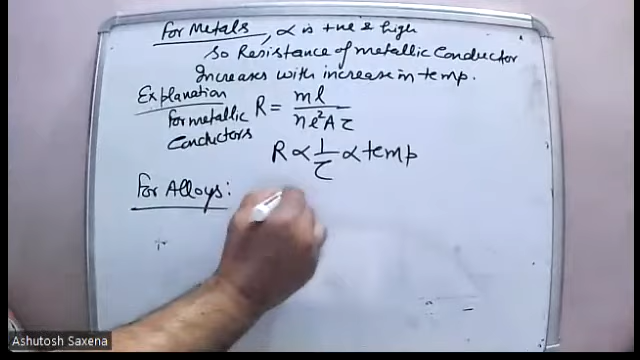 For Metals, α is +ve & high
so Resistance of metallic Conductor
Increases with increase in temp.
Explanation
for metallic
Conductors
R = ml / ne²Aτ
R ∝ 1/τ ∝ temp
For Alloys:
Ashutosh Saxena